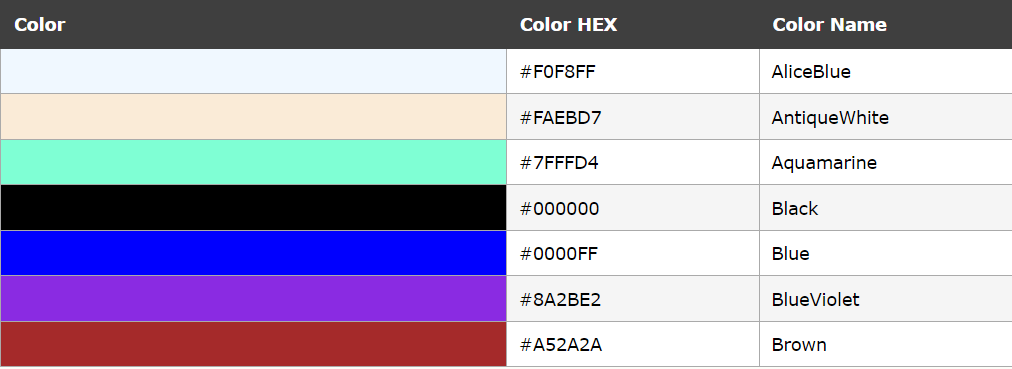 Color Color HEX Color Name
#F0F8FF AliceBlue
#FAEBD7 AntiqueWhite
#7FFFD4 Aquamarine
#000000 Black
#0000FF Blue
#8A2BE2 BlueViolet
#A52A2A Brown